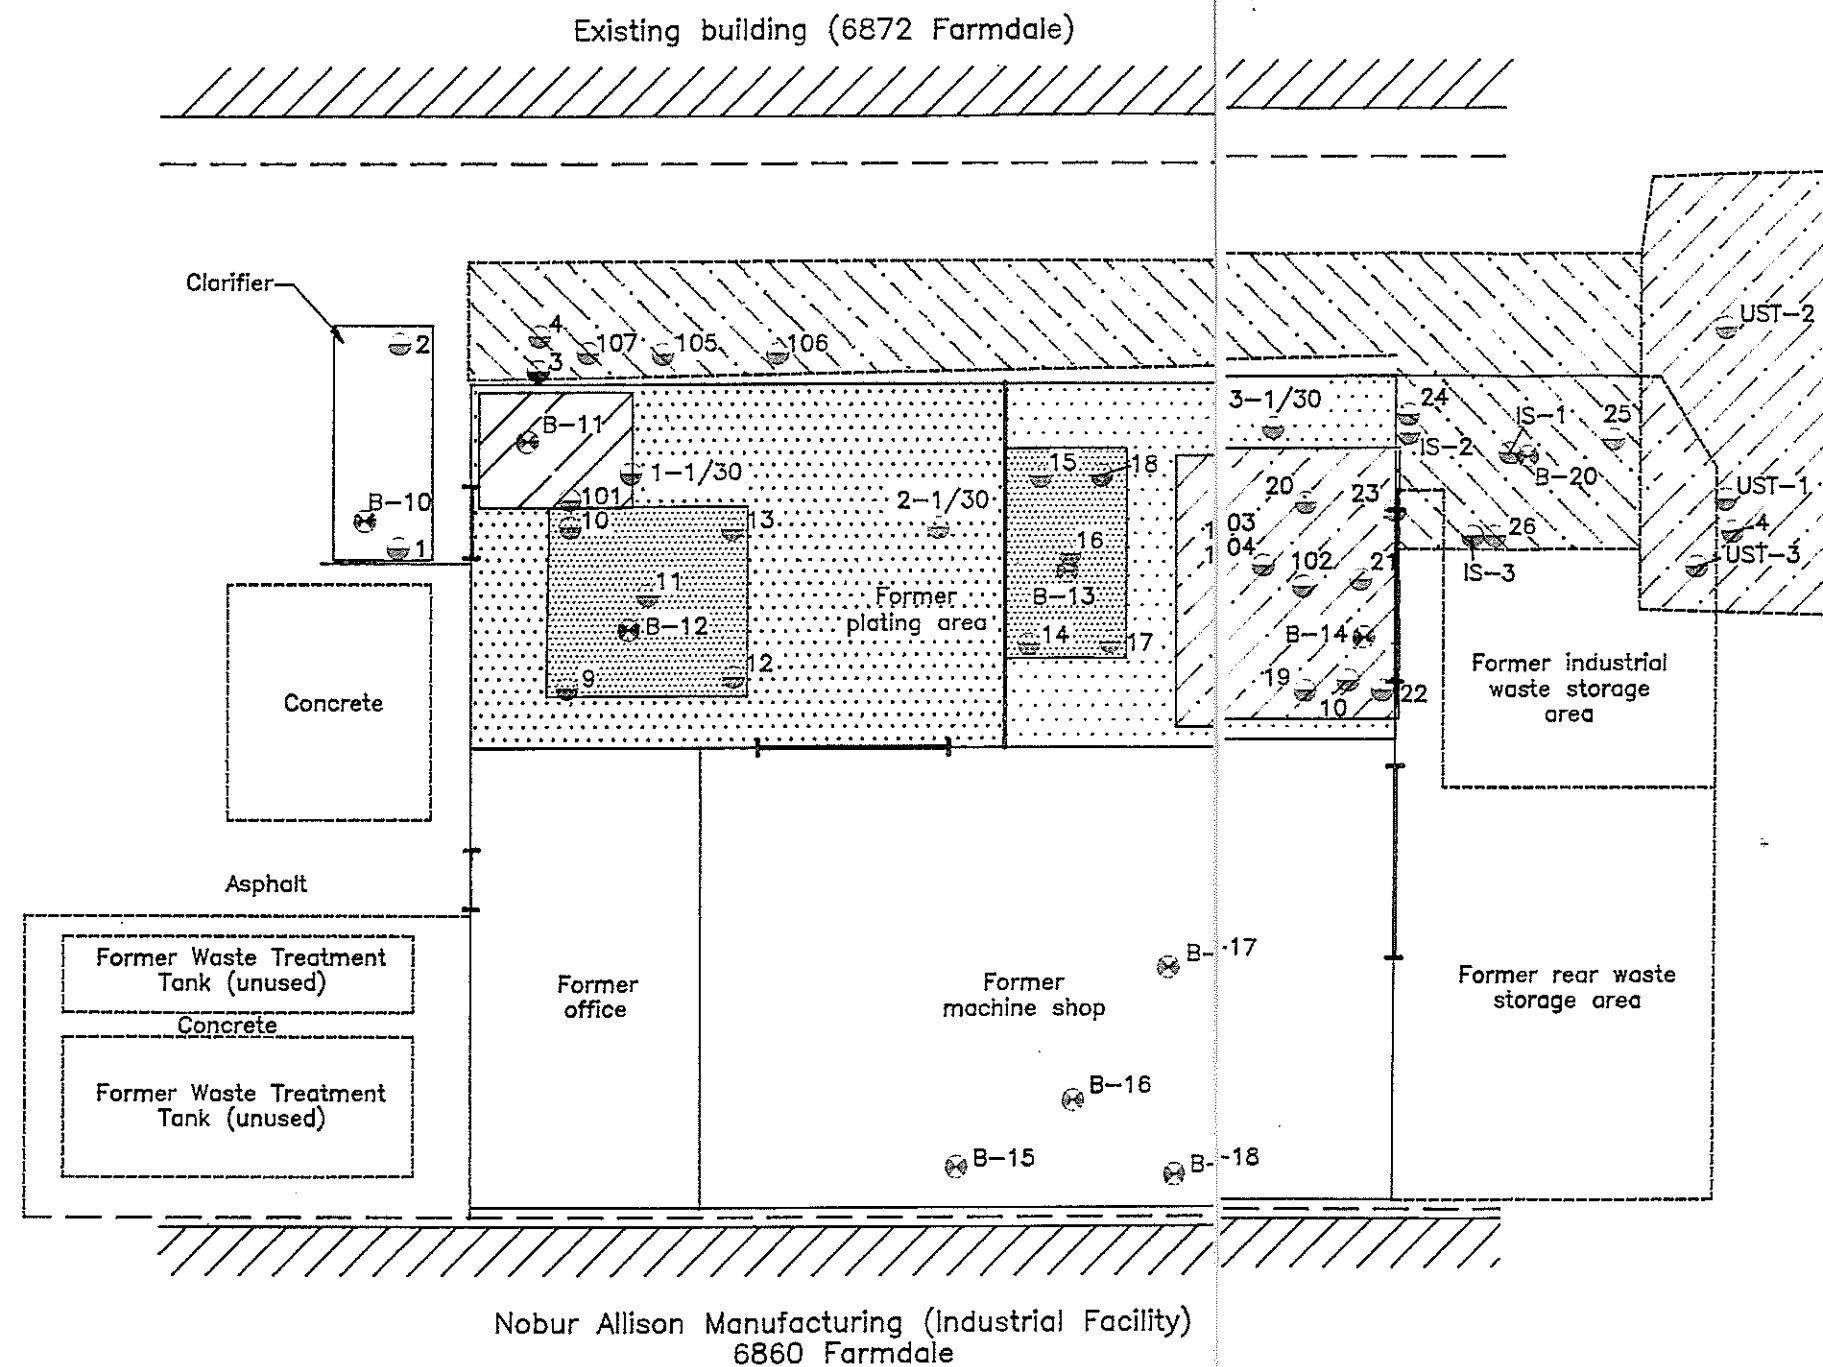 Existing building (6872 Farmdale)
Clarifier
2
4
107
105
106
3
UST-2
B-11
3-1/30
24
IS-1
25
IS-2
1-1/30
15
18
B-20
101
20
23
UST-1
B-10
10
13
2-1/30
03
26
4
1
16
04
102
21
IS-3
UST-3
11
B-13
Former
plating area
B-12
14
17
B-14
9
12
19
10
22
Former industrial
waste storage
area
Concrete
Asphalt
Former Waste Treatment
Tank (unused)
Concrete
Former Waste Treatment
Tank (unused)
Former
office
Former
machine shop
B- -17
Former rear waste
storage area
B-16
B-15
B- -18
Nobur Allison Manufacturing (Industrial Facility)
6860 Farmdale